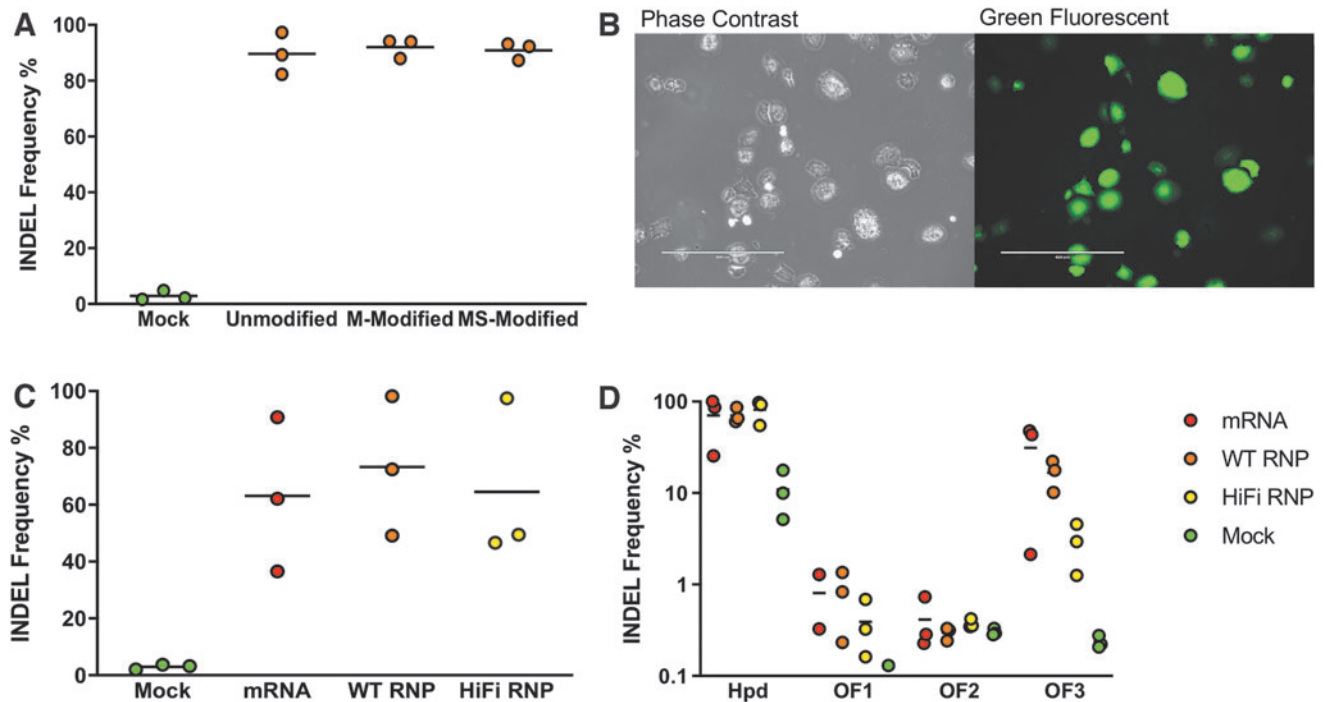 A
INDEL Frequency %
100
80
60
40
20
0
Mock Unmodified M-Modified MS-Modified
B
Phase Contrast Green Fluorescent
C
INDEL Frequency %
100
80
60
40
20
0
Mock mRNA WT RNP HiFi RNP
D
INDEL Frequency %
100
10
1
0.1
Hpd OF1 OF2 OF3
mRNA
WT RNP
HiFi RNP
Mock